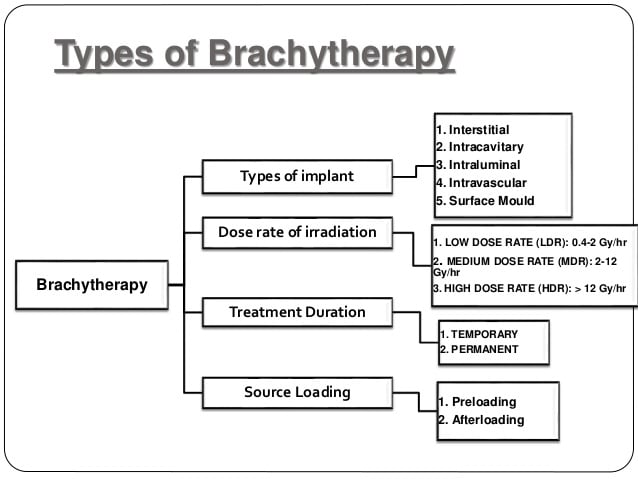 Types of Brachytherapy
Brachytherapy
Types of implant
1. Interstitial
2. Intracavitary
3. Intraluminal
4. Intravascular
5. Surface Mould
Dose rate of irradiation
1. LOW DOSE RATE (LDR): 0.4-2 Gy/hr
2. MEDIUM DOSE RATE (MDR): 2-12
Gy/hr
3. HIGH DOSE RATE (HDR): > 12 Gy/hr
Treatment Duration
1. TEMPORARY
2. PERMANENT
Source Loading
1. Preloading
2. Afterloading